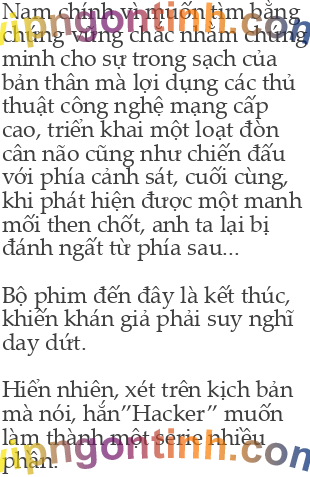 Nam chính vì muốn tìm bằng
chứng vững chắc nhằm chứng
minh cho sự trong sạch của
bản thân mà lợi dụng các thủ
thuật công nghệ mạng cấp
cao, triển khai một loạt đòn
cân não cũng như chiến đấu
với phía cảnh sát, cuối cùng,
khi phát hiện được một manh
mối then chốt, anh ta lại bị
đánh ngất từ phía sau...
Bộ phim đến đây là kết thúc,
khiến khán giả phải suy nghĩ
day dứt.
Hiển nhiên, xét trên kịch bản
mà nói, hắn”Hacker” muốn
làm thành một série nhiều
phần.
vipngontinh.com
vipngontinh.com